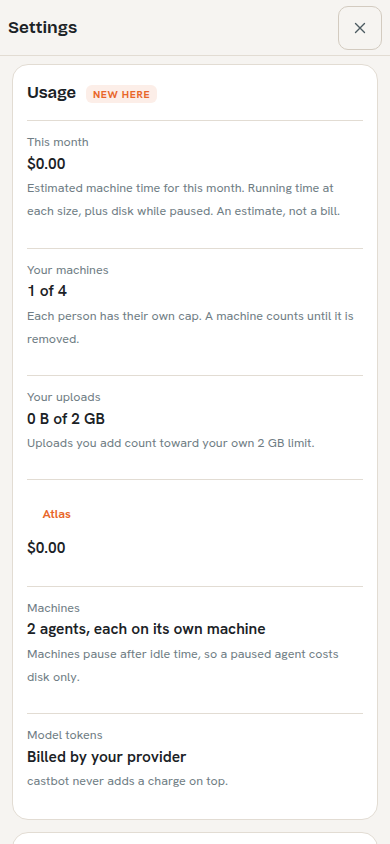 Settings
Usage NEW HERE
This month
$0.00
Estimated machine time for this month. Running time at
each size, plus disk while paused. An estimate, not a bill.
Your machines
1 of 4
Each person has their own cap. A machine counts until it is
removed.
Your uploads
0 B of 2 GB
Uploads you add count toward your own 2 GB limit.
Atlas
$0.00
Machines
2 agents, each on its own machine
Machines pause after idle time, so a paused agent costs
disk only.
Model tokens
Billed by your provider
castbot never adds a charge on top.